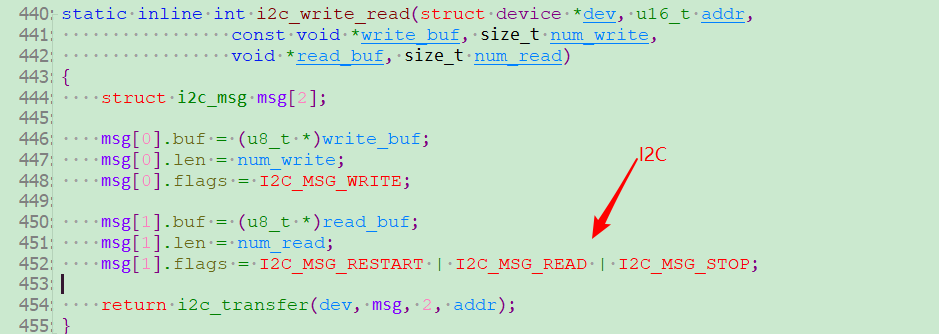 440: static inline int i2c_write_read(struct device *dev, u16_t addr,
441: const void *write_buf, size_t num_write,
442: void *read_buf, size_t num_read)
443: {
444: ····struct i2c_msg msg[2];
445:
446: ····msg[0].buf = (u8_t *)write_buf;
447: ····msg[0].len = num_write;
448: ····msg[0].flags = I2C_MSG_WRITE;
449:
450: ····msg[1].buf = (u8_t *)read_buf;
451: ····msg[1].len = num_read;
452: ····msg[1].flags = I2C_MSG_RESTART | I2C_MSG_READ | I2C_MSG_STOP;
453:
454: ····return i2c_transfer(dev, msg, 2, addr);
455: }
I2C